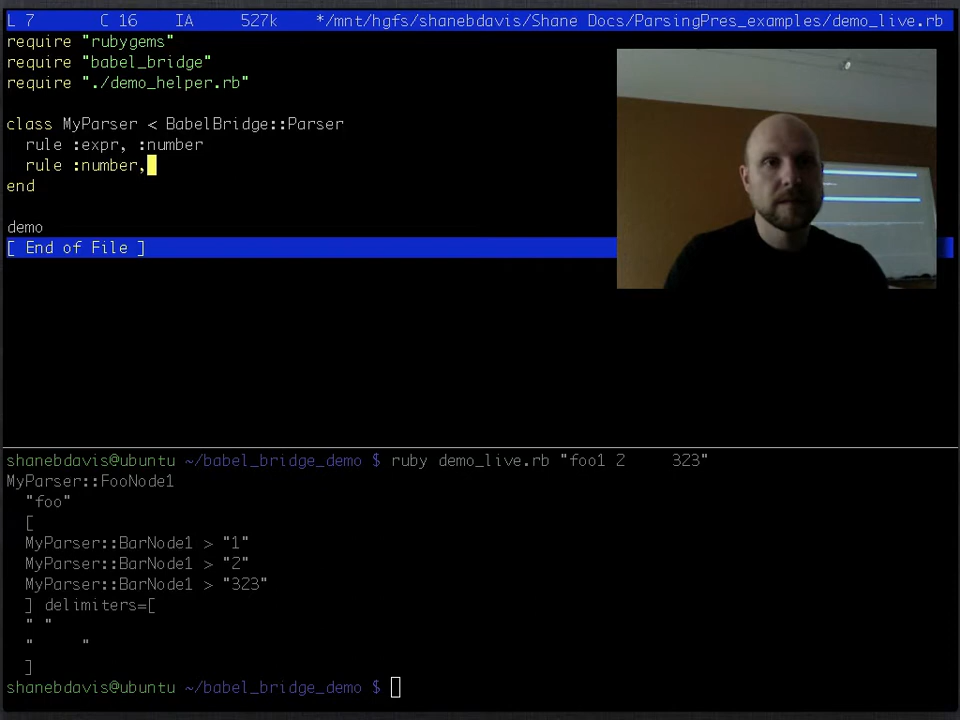 L 7 C 16 IA 527k */mnt/hgfs/shanebdavis/Shane Docs/ParsingPres_examples/demo_live.rb
require "rubygems"
require "babel_bridge"
require "./demo_helper.rb"
class MyParser < BabelBridge::Parser
  rule :expr, :number
  rule :number,
end
demo
[ End of File ]
shanebdavis@ubuntu ~/babel_bridge_demo $ ruby demo_live.rb "foo1 2     323"
MyParser::FooNode1
  "foo"
  [
  MyParser::BarNode1 > "1"
  MyParser::BarNode1 > "2"
  MyParser::BarNode1 > "323"
  ] delimiters=[
  " "
  "     "
  ]
shanebdavis@ubuntu ~/babel_bridge_demo $